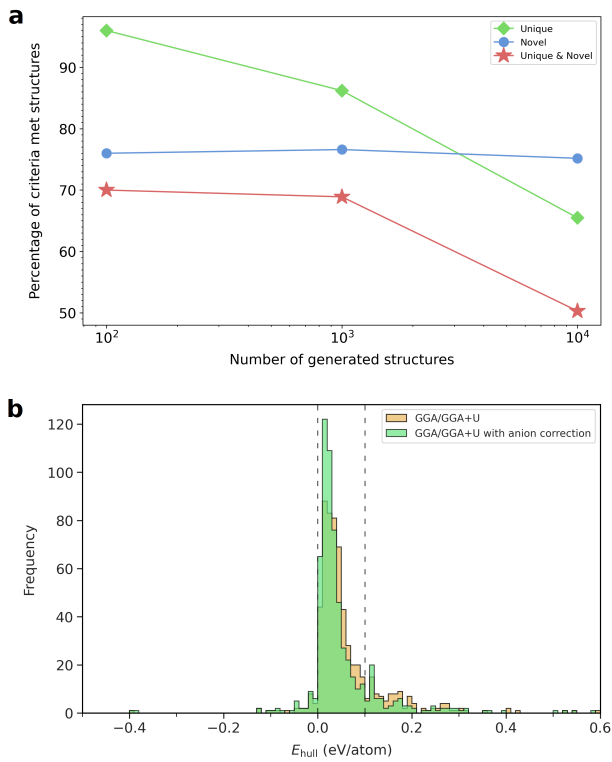 a
Percentage of criteria met structures
90
80
70
60
50
10²
10³
10⁴
Number of generated structures
Unique
Novel
Unique & Novel
b
Frequency
120
100
80
60
40
20
0
−0.4
−0.2
0.0
0.2
0.4
0.6
E_hull (eV/atom)
GGA/GGA+U
GGA/GGA+U with anion correction